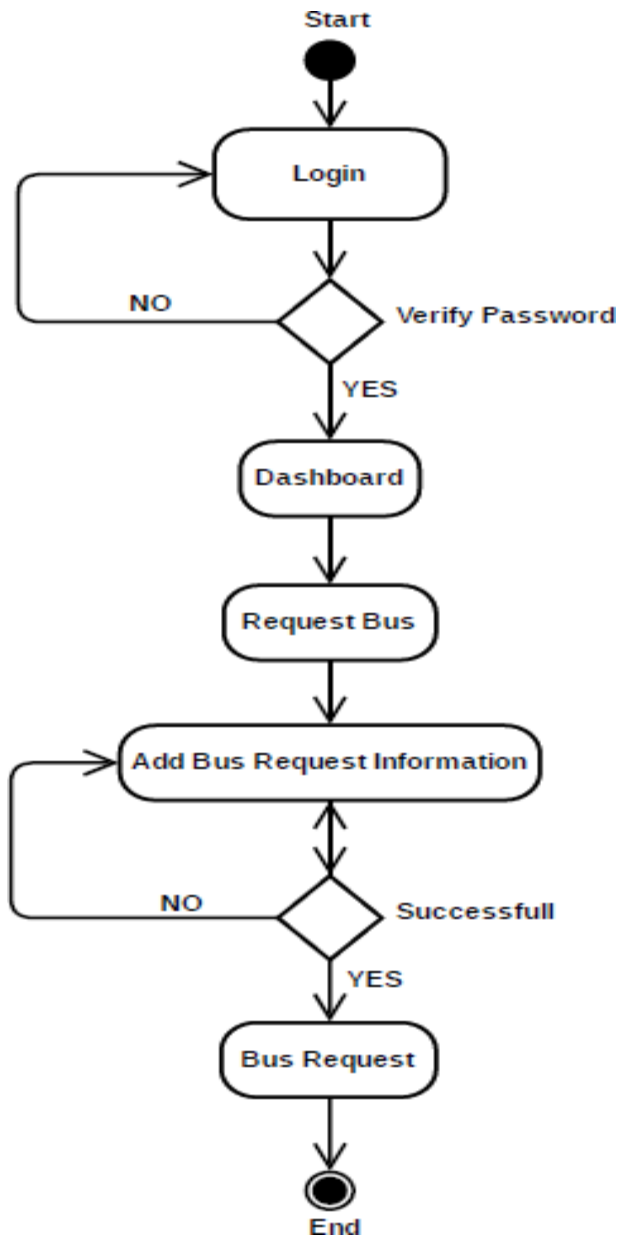 Start
Login
NO
Verify Password
YES
Dashboard
Request Bus
Add Bus Request Information
NO
Successfull
YES
Bus Request
End